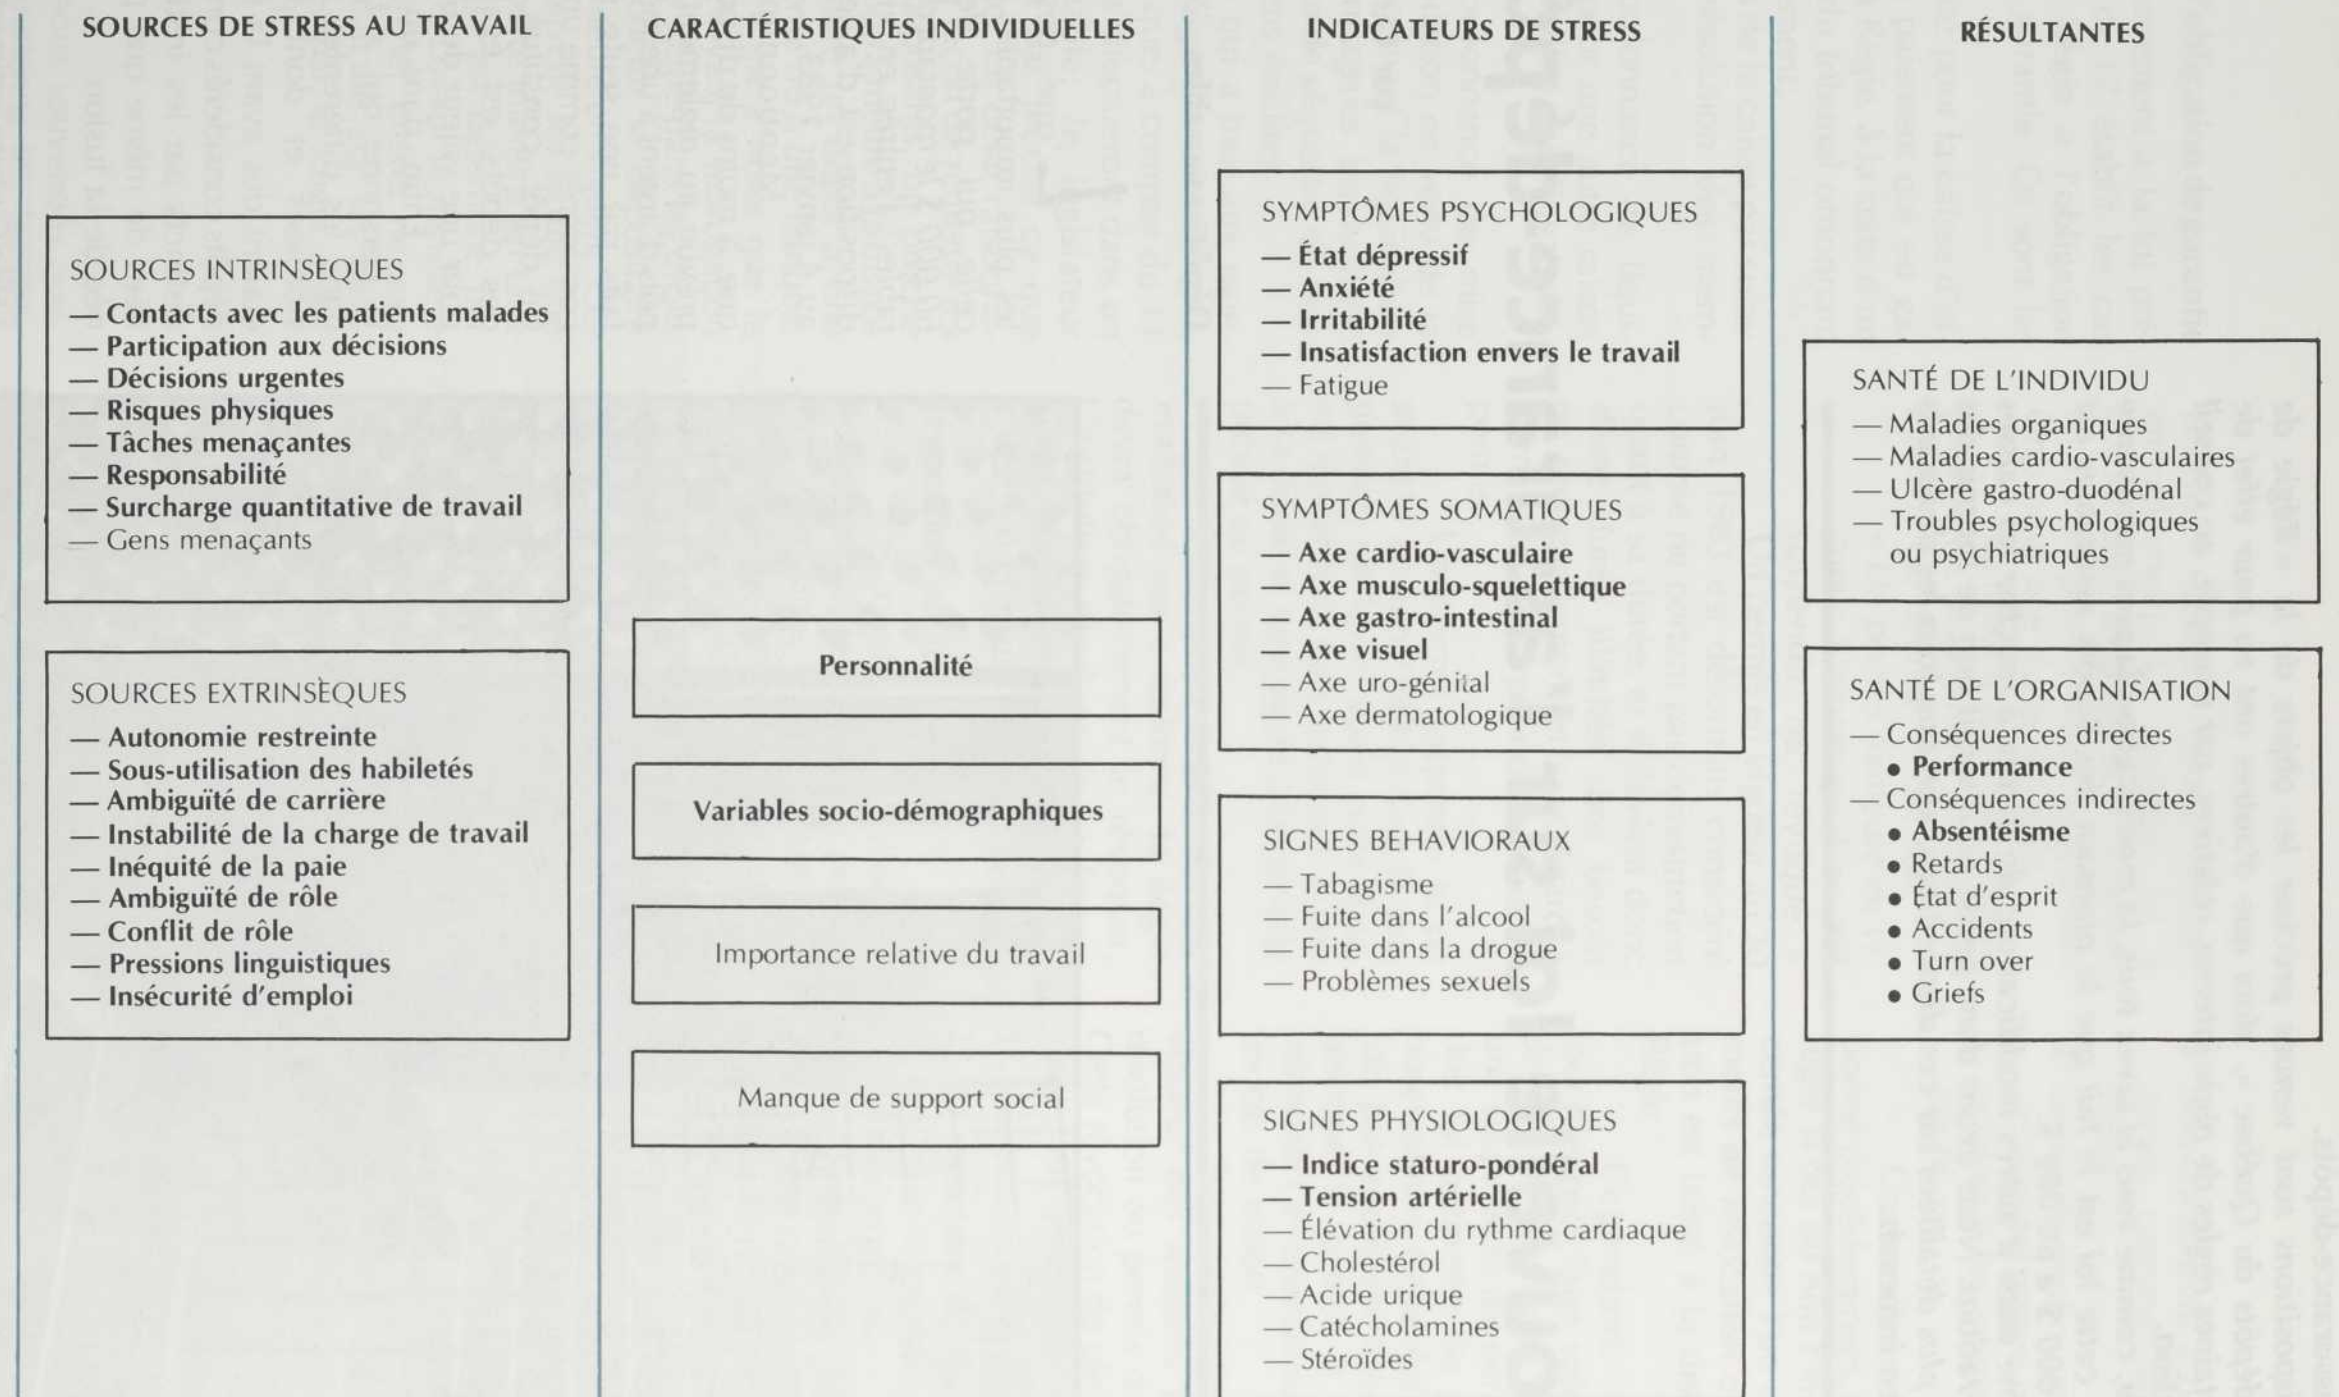 SOURCES DE STRESS AU TRAVAIL
SOURCES INTRINSÈQUES
— Contacts avec les patients malades
— Participation aux décisions
— Décisions urgentes
— Risques physiques
— Tâches menaçantes
— Responsabilité
— Surcharge quantitative de travail
— Gens menaçants
SOURCES EXTRINSÈQUES
— Autonomie restreinte
— Sous-utilisation des habiletés
— Ambiguïté de carrière
— Instabilité de la charge de travail
— Inéquité de la paie
— Ambiguïté de rôle
— Conflit de rôle
— Pressions linguistiques
— Insécurité d'emploi
CARACTÉRISTIQUES INDIVIDUELLES
Personnalité
Variables socio-démographiques
Importance relative du travail
Manque de support social
INDICATEURS DE STRESS
SYMPTÔMES PSYCHOLOGIQUES
— État dépressif
— Anxiété
— Irritabilité
— Insatisfaction envers le travail
— Fatigue
SYMPTÔMES SOMATIQUES
— Axe cardio-vasculaire
— Axe musculo-squelettique
— Axe gastro-intestinal
— Axe visuel
— Axe uro-génital
— Axe dermatologique
SIGNES BEHAVIORAUX
— Tabagisme
— Fuite dans l'alcool
— Fuite dans la drogue
— Problèmes sexuels
SIGNES PHYSIOLOGIQUES
— Indice staturo-pondéral
— Tension artérielle
— Élévation du rythme cardiaque
— Cholestérol
— Acide urique
— Catécholamines
— Stéroïdes
RÉSULTANTES
SANTÉ DE L'INDIVIDU
— Maladies organiques
— Maladies cardio-vasculaires
— Ulcère gastro-duodénal
— Troubles psychologiques
ou psychiatriques
SANTÉ DE L'ORGANISATION
— Conséquences directes
• Performance
— Conséquences indirectes
• Absentéisme
• Retards
• État d'esprit
• Accidents
• Turn over
• Griefs